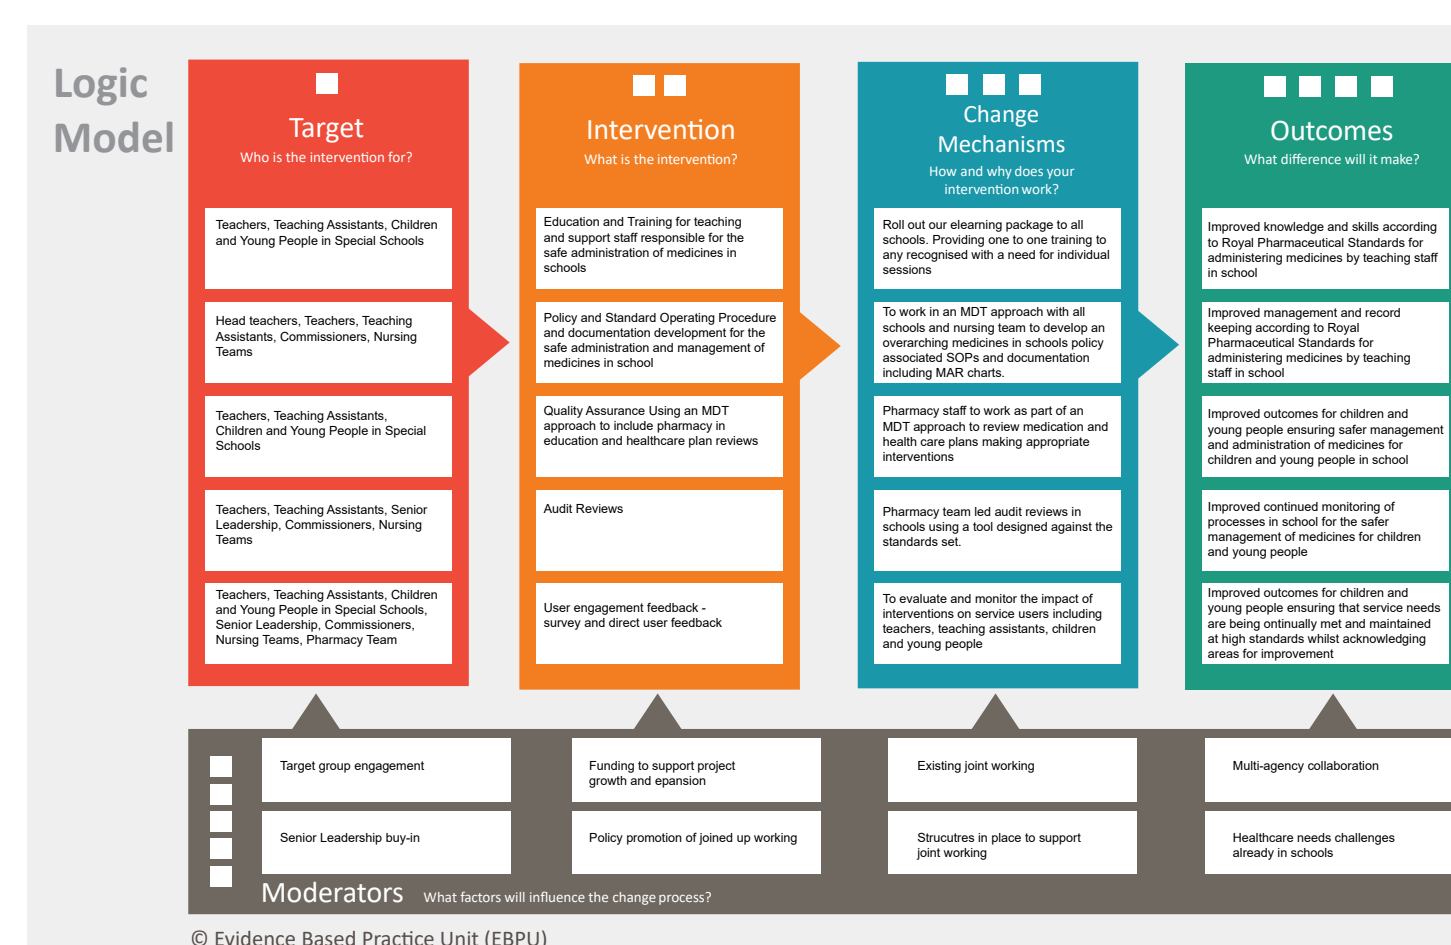 Logic
Model
Target
Who is the intervention for?
Teachers, Teaching Assistants, Children
and Young People in Special Schools
Head teachers, Teachers, Teaching
Assistants, Commissioners, Nursing
Teams
Teachers, Teaching Assistants,
Children and Young People in Special
Schools
Teachers, Teaching Assistants, Senior
Leadership, Commissioners, Nursing
Teams
Teachers, Teaching Assistants, Children
and Young People in Special Schools,
Senior Leadership, Commissioners,
Nursing Teams, Pharmacy Team
Intervention
What is the intervention?
Education and Training for teaching
and support staff responsible for the
safe administration of medicines in
schools
Policy and Standard Operating Procedure
and documentation development for the
safe administration and management of
medicines in school
Quality Assurance Using an MDT
approach to include pharmacy in
education and healthcare plan reviews
Audit Reviews
User engagement feedback -
survey and direct user feedback
Change
Mechanisms
How and why does your
intervention work?
Roll out our elearning package to all
schools. Providing one to one training to
any recognised with a need for individual
sessions
To work in an MDT approach with all
schools and nursing team to develop an
overarching medicines in schools policy
associated SOPs and documentation
including MAR charts.
Pharmacy staff to work as part of an
MDT approach to review medication and
health care plans making appropriate
interventions
Pharmacy team led audit reviews in
schools using a tool designed against the
standards set.
To evaluate and monitor the impact of
interventions on service users including
teachers, teaching assistants, children
and young people
Outcomes
What difference will it make?
Improved knowledge and skills according
to Royal Pharmaceutical Standards for
administering medicines by teaching staff
in school
Improved management and record
keeping according to Royal
Pharmaceutical Standards for
administering medicines by teaching
staff in school
Improved outcomes for children and
young people ensuring safer management
and administration of medicines for
children and young people in school
Improved continued monitoring of
processes in school for the safer
management of medicines for children
and young people
Improved outcomes for children and
young people ensuring that service needs
are being ontinually met and maintained
at high standards whilst acknowledging
areas for improvement
Target group engagement
Funding to support project
growth and epansion
Existing joint working
Multi-agency collaboration
Senior Leadership buy-in
Policy promotion of joined up working
Strucutres in place to support
joint working
Healthcare needs challenges
already in schools
Moderators What factors will influence the change process?
© Evidence Based Practice Unit (EBPU)